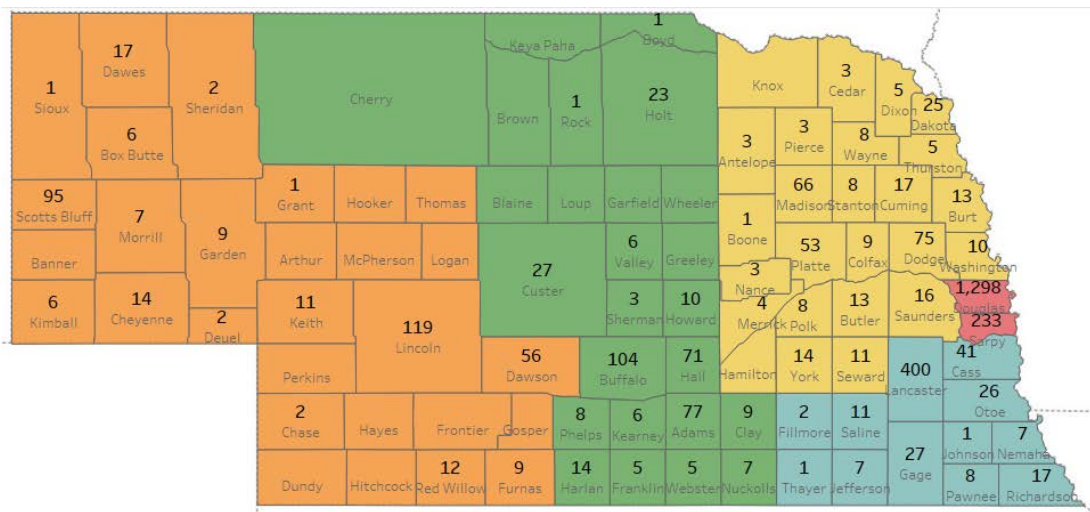 1
Sioux
17
Dawes
2
Sheridan
6
Box Butte
Cherry
Keya Paha
1
Boyd
Brown
1
Rock
23
Holt
Knox
3
Cedar
5
Dixon
25
Dakota
3
Antelope
3
Pierce
8
Wayne
5
Thurston
95
Scotts Bluff
7
Morrill
9
Garden
1
Grant
Hooker
Thomas
Blaine
Loup
Garfield
Wheeler
66
Madison
8
Stanton
17
Cuming
13
Burt
Banner
Arthur
McPherson
Logan
27
Custer
6
Valley
Greeley
1
Boone
53
Platte
9
Colfax
75
Dodge
10
Washington
3
Nance
6
Kimball
14
Cheyenne
2
Deuel
11
Keith
119
Lincoln
3
Sherman
10
Howard
4
Merrick
8
Polk
13
Butler
16
Saunders
1,298
Douglas
233
Sarpy
Perkins
56
Dawson
104
Buffalo
71
Hall
Hamilton
14
York
11
Seward
400
Lancaster
41
Cass
26
Otoe
2
Chase
Hayes
Frontier
Gosper
8
Phelps
6
Kearney
77
Adams
9
Clay
2
Fillmore
11
Saline
27
Gage
1
Johnson
7
Nemaha
Dundy
Hitchcock
12
Red Willow
9
Furnas
14
Harlan
5
Franklin
5
Webster
7
Nuckolls
1
Thayer
7
Jefferson
8
Pawnee
17
Richardson